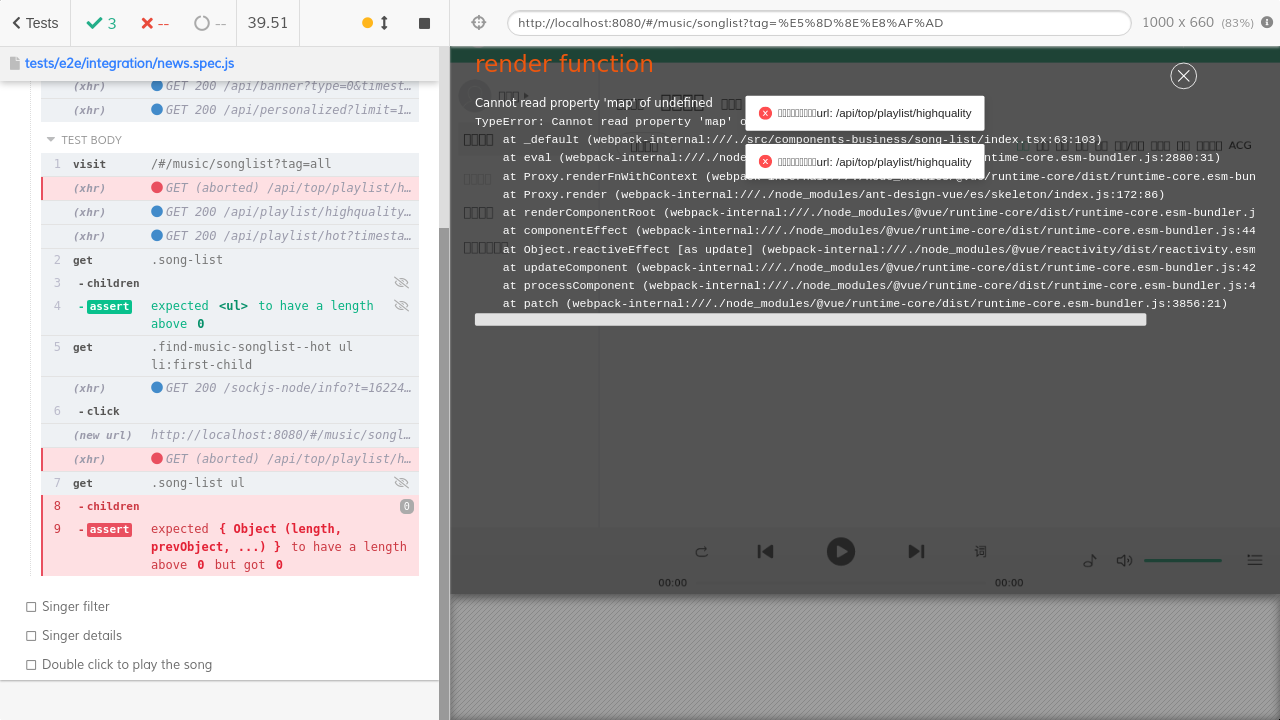 Tests
3
--
--
39.51
http://localhost:8080/#/music/songlist?tag=%E5%8D%8E%E8%AF%AD
1000 x 660 (83%)
tests/e2e/integration/news.spec.js
(xhr) GET 200 /api/banner?type=0&timest…
(xhr) GET 200 /api/personalized?limit=1…
TEST BODY
1 visit /#/music/songlist?tag=all
(xhr) GET (aborted) /api/top/playlist/h…
(xhr) GET 200 /api/playlist/highquality…
(xhr) GET 200 /api/playlist/hot?timesta…
2 get .song-list
3 -children
4 -assert expected <ul> to have a length
above 0
5 get .find-music-songlist--hot ul
li:first-child
(xhr) GET 200 /sockjs-node/info?t=16224…
6 -click
(new url) http://localhost:8080/#/music/songl…
(xhr) GET (aborted) /api/top/playlist/h…
7 get .song-list ul
8 -children 0
9 -assert expected { Object (length,
prevObject, ...) } to have a length
above 0 but got 0
Singer filter
Singer details
Double click to play the song
render function
Cannot read property 'map' of undefined
TypeError: Cannot read property 'map' o
url: /api/top/playlist/highquality
at _default (webpack-internal:///./src/components-business/song-list/index.tsx:63:103)
ACG
at eval (webpack-internal:///./node
untime-core.esm-bundler.js:2880:31)
url: /api/top/playlist/highquality
at Proxy.renderFnWithContext (webpack
/runtime-core/dist/runtime-core.esm-bun
at Proxy.render (webpack-internal:///./node_modules/ant-design-vue/es/skeleton/index.js:172:86)
at renderComponentRoot (webpack-internal:///./node_modules/@vue/runtime-core/dist/runtime-core.esm-bundler.j
at componentEffect (webpack-internal:///./node_modules/@vue/runtime-core/dist/runtime-core.esm-bundler.js:44
at Object.reactiveEffect [as update] (webpack-internal:///./node_modules/@vue/reactivity/dist/reactivity.esm
at updateComponent (webpack-internal:///./node_modules/@vue/runtime-core/dist/runtime-core.esm-bundler.js:42
at processComponent (webpack-internal:///./node_modules/@vue/runtime-core/dist/runtime-core.esm-bundler.js:4
at patch (webpack-internal:///./node_modules/@vue/runtime-core/dist/runtime-core.esm-bundler.js:3856:21)
00:00
00:00